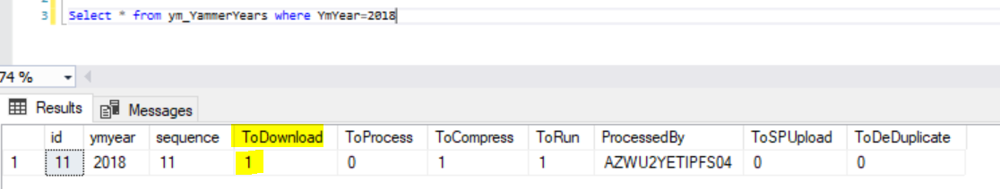 3 Select * from ym_YammerYears where YmYear=2018
74 %
Results Messages
id ymyear sequence ToDownload ToProcess ToCompress ToRun ProcessedBy ToSPUpload ToDeDuplicate
1 11 2018 11 1 0 1 1 AZWU2YETIPFS04 0 0